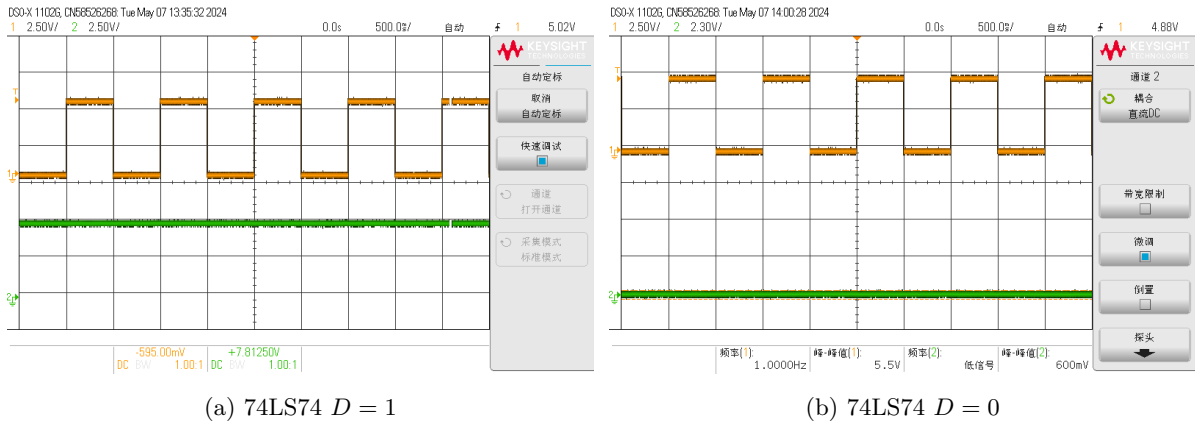 DSO-X 1102G, CN58526268: Tue May 07 13:35:32 2024
1 2.50V/ 2 2.50V/ 0.0s 500.0ms/ 自动 1 5.02V
KEYSIGHT
TECHNOLOGIES
自动定标
取消
自动定标
快速调试
通道
打开通道
采集模式
标准模式
T
1
2
-595.00mV +7.81250V
DC BW 1.00:1 DC BW 1.00:1
(a) 74LS74 D = 1
DSO-X 1102G, CN58526268: Tue May 07 14:00:28 2024
1 2.50V/ 2 2.30V/ 0.0s 500.0ms/ 自动 1 4.88V
KEYSIGHT
TECHNOLOGIES
通道 2
耦合
直流DC
带宽限制
微调
倒置
探头
T
1
2
频率(1): 峰-峰值(1): 频率(2): 峰-峰值(2):
1.0000Hz 5.5V 低信号 600mV
(b) 74LS74 D = 0